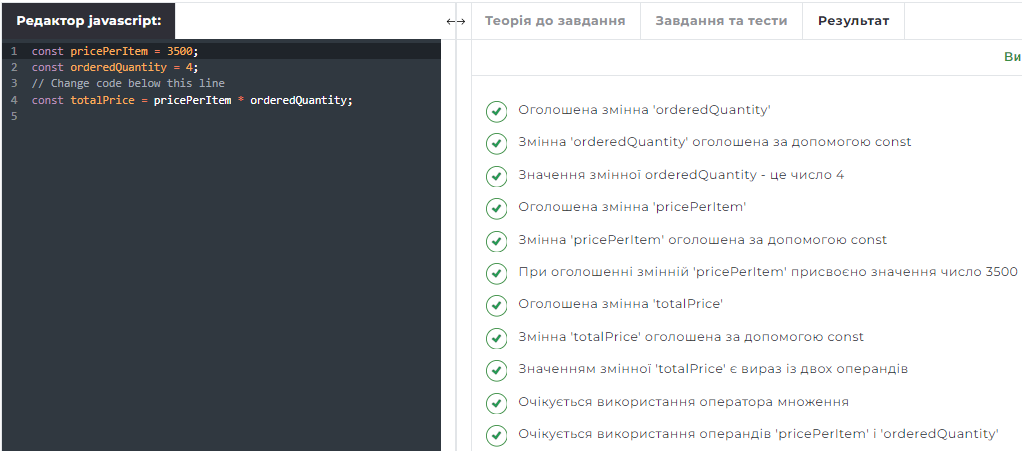 Редактор javascript:
Теорія до завдання
Завдання та тести
Результат
1 const pricePerItem = 3500;
2 const orderedQuantity = 4;
3 // Change code below this line
4 const totalPrice = pricePerItem * orderedQuantity;
5
Ви
Оголошена змінна 'orderedQuantity'
Змінна 'orderedQuantity' оголошена за допомогою const
Значення змінної orderedQuantity - це число 4
Оголошена змінна 'pricePerItem'
Змінна 'pricePerItem' оголошена за допомогою const
При оголошенні змінній 'pricePerItem' присвоєно значення число 3500
Оголошена змінна 'totalPrice'
Змінна 'totalPrice' оголошена за допомогою const
Значенням змінної 'totalPrice' є вираз із двох операндів
Очікується використання оператора множення
Очікується використання операндів 'pricePerItem' і 'orderedQuantity'